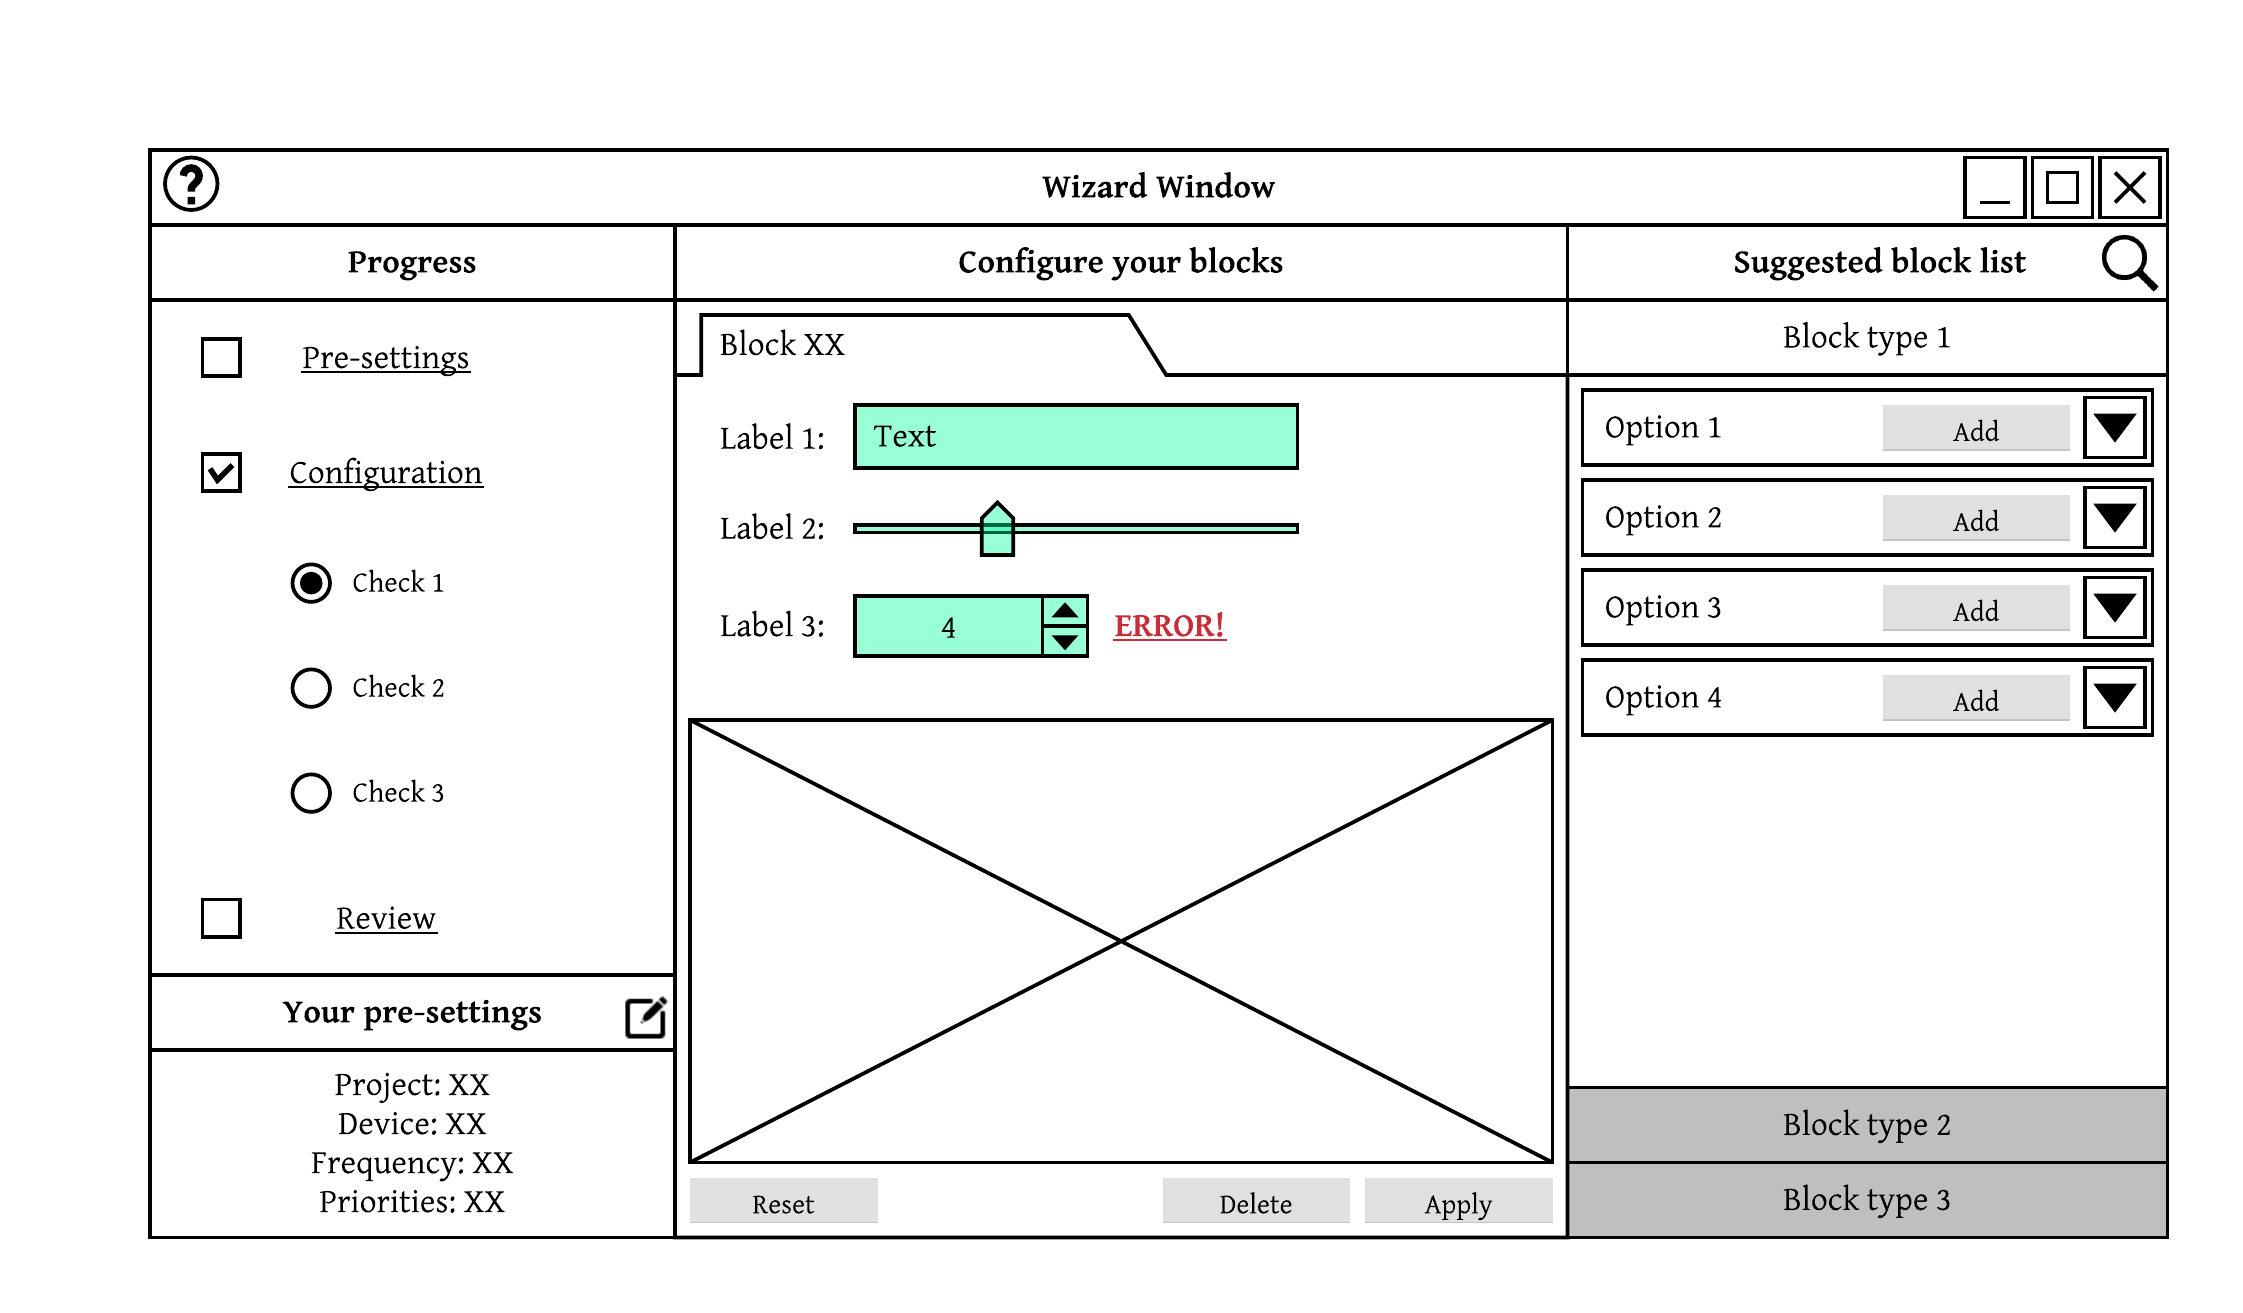 Wizard Window
Progress
Pre-settings
Configuration
Check 1
Check 2
Check 3
Review
Your pre-settings
Project: XX
Device: XX
Frequency: XX
Priorities: XX
Configure your blocks
Block XX
Label 1: Text
Label 2:
Label 3: 4 ERROR!
Reset Delete Apply
Suggested block list
Block type 1
Option 1 Add
Option 2 Add
Option 3 Add
Option 4 Add
Block type 2
Block type 3